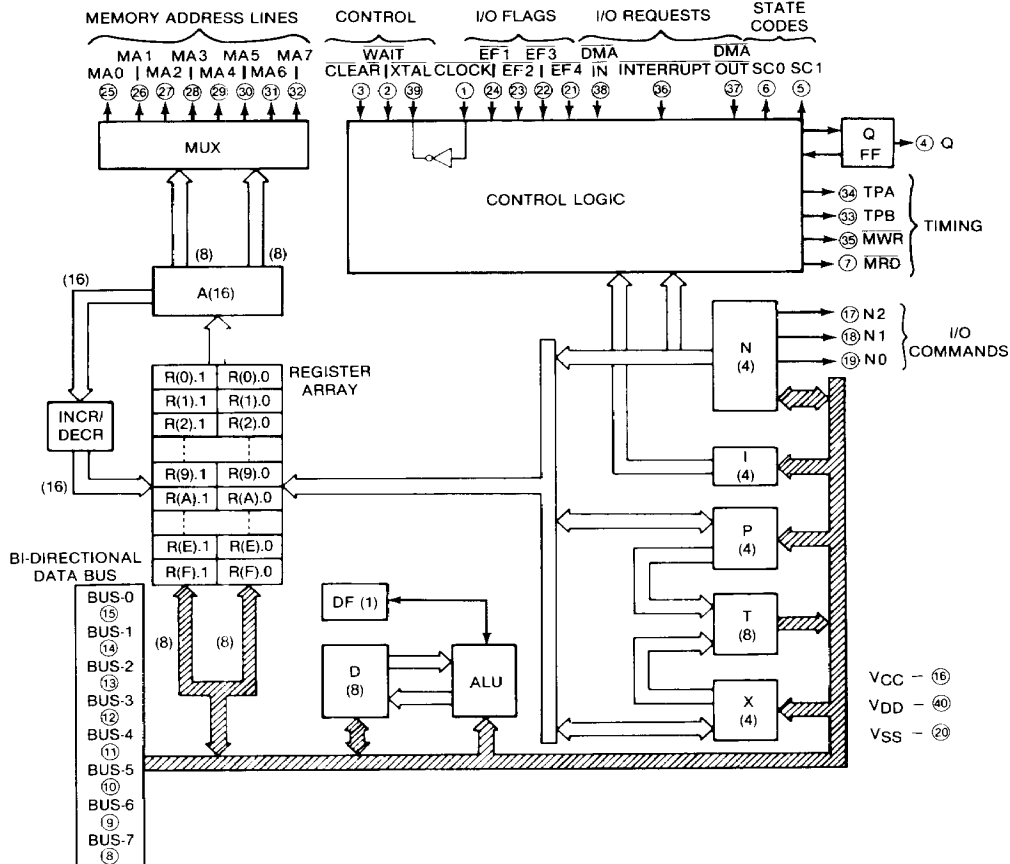 MEMORY ADDRESS LINES
CONTROL
I/O FLAGS
I/O REQUESTS
STATE
CODES
MA1 MA3 MA5 MA7
MA0 | MA2 | MA4 | MA6 |
25 26 27 28 29 30 31 32
WAIT
CLEAR | XTAL
3 2 39
CLOCK
1
EF1 EF3
EF2 EF4
24 23 22 21
DMA
IN
38
INTERRUPT
36
DMA
OUT
37
SC0 SC1
6 5
MUX
CONTROL LOGIC
Q
FF
4 Q
34 TPA
33 TPB
35 MWR
7 MRD
TIMING
(8) (8)
(16)
A(16)
INCR/
DECR
(16)
REGISTER
ARRAY
R(0).1 R(0).0
R(1).1 R(1).0
R(2).1 R(2).0
R(9).1 R(9).0
R(A).1 R(A).0
R(E).1 R(E).0
R(F).1 R(F).0
N
(4)
17 N2
18 N1
19 N0
I/O
COMMANDS
I
(4)
P
(4)
T
(8)
X
(4)
BI-DIRECTIONAL
DATA BUS
BUS-0
15
BUS-1
14
BUS-2
13
BUS-3
12
BUS-4
11
BUS-5
10
BUS-6
9
BUS-7
8
(8) (8)
DF (1)
D
(8)
ALU
VCC – 16
VDD – 40
VSS – 20